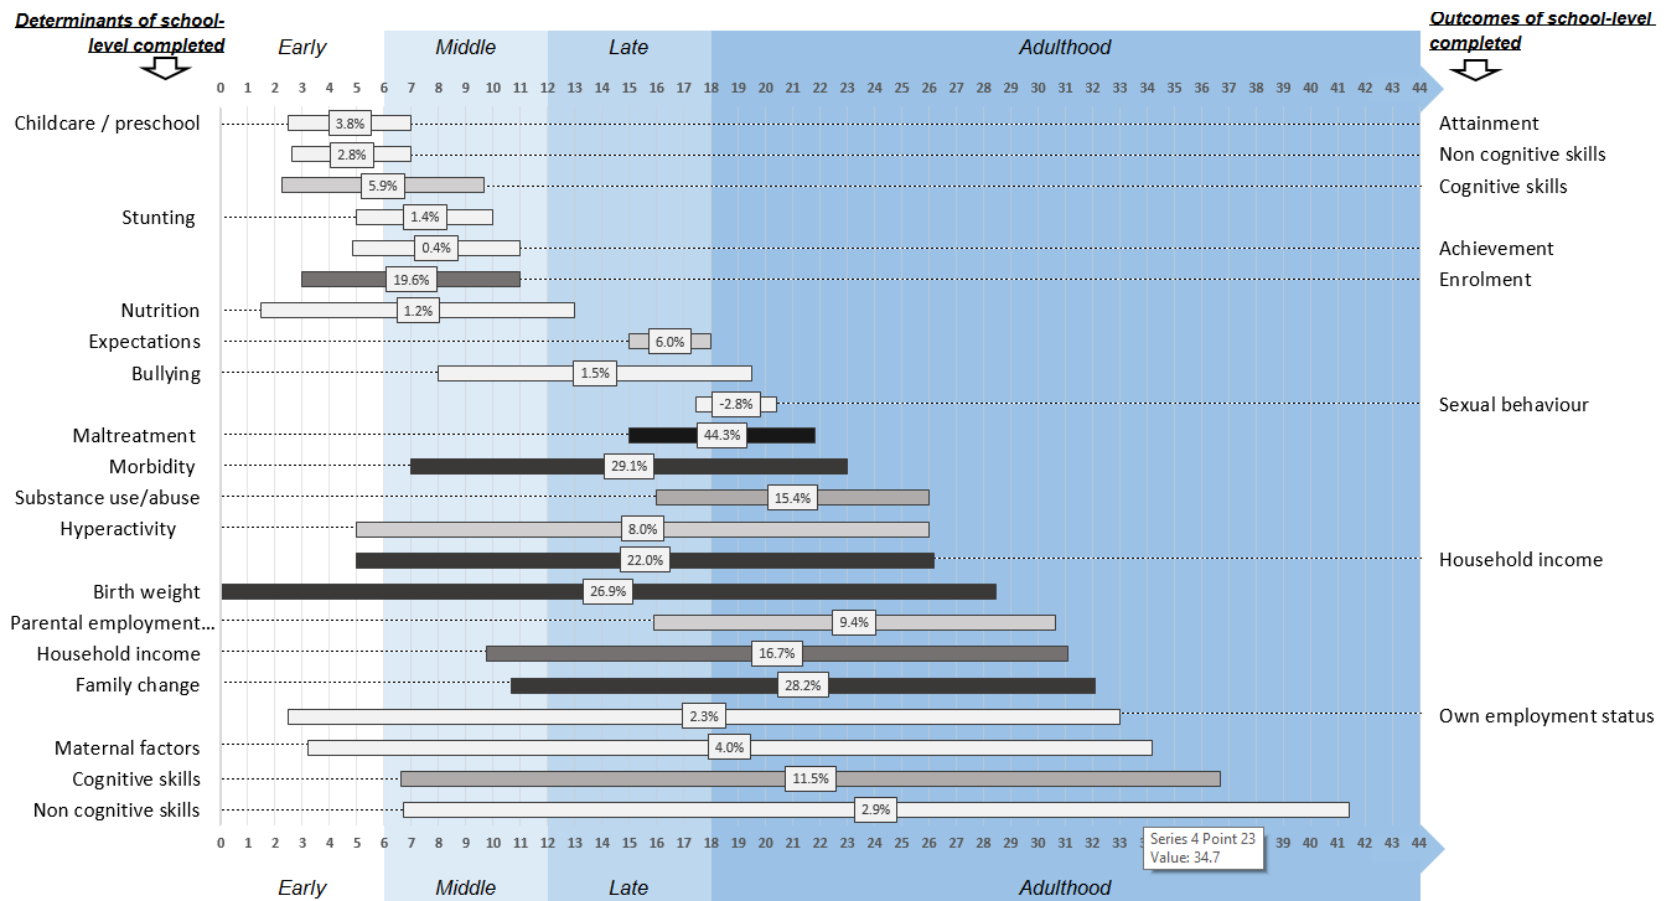 Determinants of school-
level completed
Outcomes of school-level
completed
Early Middle Late Adulthood
0 1 2 3 4 5 6 7 8 9 10 11 12 13 14 15 16 17 18 19 20 21 22 23 24 25 26 27 28 29 30 31 32 33 34 35 36 37 38 39 40 41 42 43 44
Childcare / preschool 3.8% Attainment
2.8% Non cognitive skills
5.9% Cognitive skills
Stunting 1.4%
0.4% Achievement
19.6% Enrolment
Nutrition 1.2%
Expectations 6.0%
Bullying 1.5%
-2.8% Sexual behaviour
Maltreatment 44.3%
Morbidity 29.1%
Substance use/abuse 15.4%
Hyperactivity 8.0%
22.0% Household income
Birth weight 26.9%
Parental employment... 9.4%
Household income 16.7%
Family change 28.2%
2.3% Own employment status
Maternal factors 4.0%
Cognitive skills 11.5%
Non cognitive skills 2.9%
Series 4 Point 23
Value: 34.7
0 1 2 3 4 5 6 7 8 9 10 11 12 13 14 15 16 17 18 19 20 21 22 23 24 25 26 27 28 29 30 31 32 33 39 40 41 42 43 44
Early Middle Late Adulthood